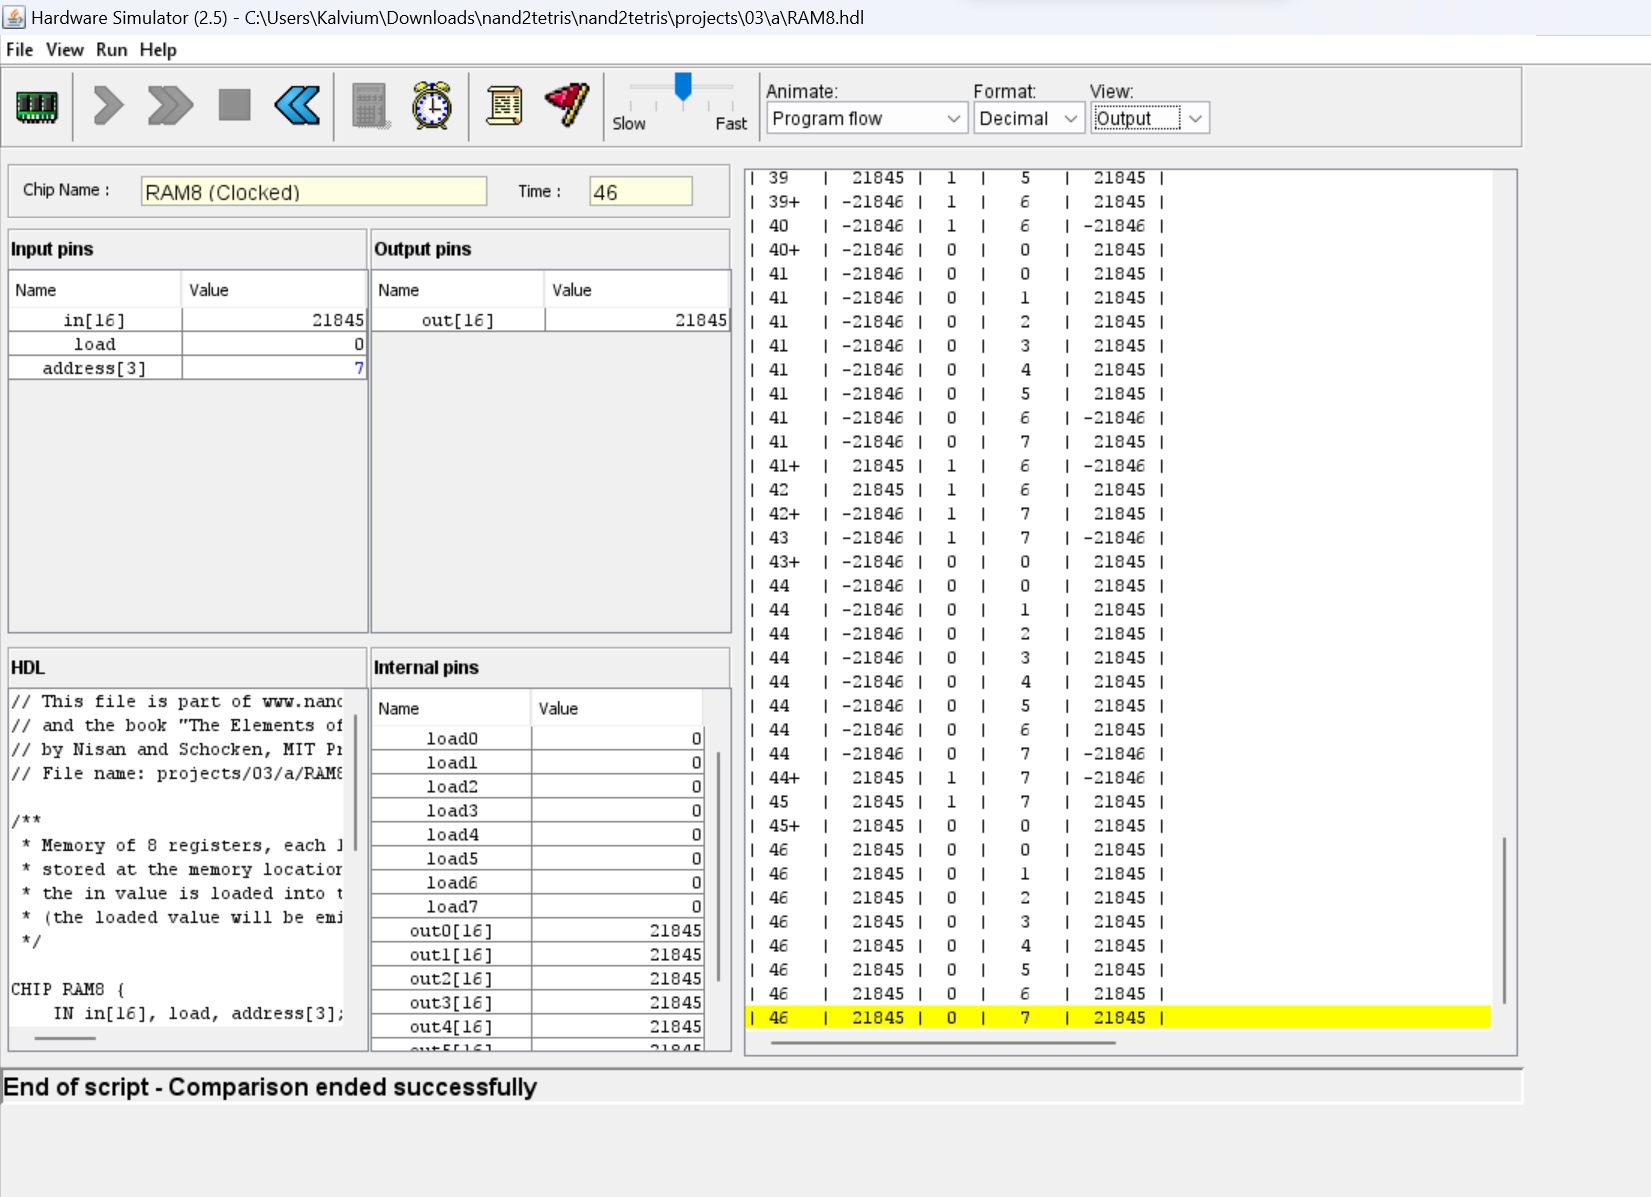 Hardware Simulator (2.5) - C:\Users\Kalvium\Downloads\nand2tetris\nand2tetris\projects\03\a\RAM8.hdl
File View Run Help
Slow Fast
Animate: Format: View:
Program flow Decimal Output
Chip Name : RAM8 (Clocked) Time : 46
Input pins
Name Value
in[16] 21845
load 0
address[3] 7
Output pins
Name Value
out[16] 21845
HDL
// This file is part of www.nand
// and the book "The Elements of
// by Nisan and Schocken, MIT Pr
// File name: projects/03/a/RAM8
/**
* Memory of 8 registers, each 1
* stored at the memory location
* the in value is loaded into t
* (the loaded value will be emi
*/
CHIP RAM8 {
IN in[16], load, address[3];
Internal pins
Name Value
load0 0
load1 0
load2 0
load3 0
load4 0
load5 0
load6 0
load7 0
out0[16] 21845
out1[16] 21845
out2[16] 21845
out3[16] 21845
out4[16] 21845
out5[16] 21845
| 39 | 21845 | 1 | 5 | 21845 |
| 39+ | -21846 | 1 | 6 | 21845 |
| 40 | -21846 | 1 | 6 | -21846 |
| 40+ | -21846 | 0 | 0 | 21845 |
| 41 | -21846 | 0 | 0 | 21845 |
| 41 | -21846 | 0 | 1 | 21845 |
| 41 | -21846 | 0 | 2 | 21845 |
| 41 | -21846 | 0 | 3 | 21845 |
| 41 | -21846 | 0 | 4 | 21845 |
| 41 | -21846 | 0 | 5 | 21845 |
| 41 | -21846 | 0 | 6 | -21846 |
| 41 | -21846 | 0 | 7 | 21845 |
| 41+ | 21845 | 1 | 6 | -21846 |
| 42 | 21845 | 1 | 6 | 21845 |
| 42+ | -21846 | 1 | 7 | 21845 |
| 43 | -21846 | 1 | 7 | -21846 |
| 43+ | -21846 | 0 | 0 | 21845 |
| 44 | -21846 | 0 | 0 | 21845 |
| 44 | -21846 | 0 | 1 | 21845 |
| 44 | -21846 | 0 | 2 | 21845 |
| 44 | -21846 | 0 | 3 | 21845 |
| 44 | -21846 | 0 | 4 | 21845 |
| 44 | -21846 | 0 | 5 | 21845 |
| 44 | -21846 | 0 | 6 | 21845 |
| 44 | -21846 | 0 | 7 | -21846 |
| 44+ | 21845 | 1 | 7 | -21846 |
| 45 | 21845 | 1 | 7 | 21845 |
| 45+ | 21845 | 0 | 0 | 21845 |
| 46 | 21845 | 0 | 0 | 21845 |
| 46 | 21845 | 0 | 1 | 21845 |
| 46 | 21845 | 0 | 2 | 21845 |
| 46 | 21845 | 0 | 3 | 21845 |
| 46 | 21845 | 0 | 4 | 21845 |
| 46 | 21845 | 0 | 5 | 21845 |
| 46 | 21845 | 0 | 6 | 21845 |
| 46 | 21845 | 0 | 7 | 21845 |
End of script - Comparison ended successfully